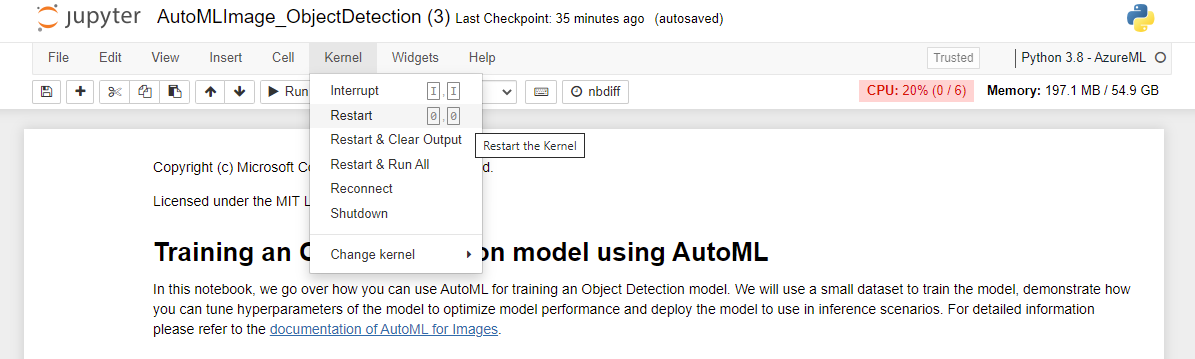 jupyter AutoMLImage_ObjectDetection (3) Last Checkpoint: 35 minutes ago (autosaved)
File Edit View Insert Cell Kernel Widgets Help Trusted Python 3.8 - AzureML
Run nbdiff CPU: 20% (0 / 6) Memory: 197.1 MB / 54.9 GB
Interrupt I,I
Restart 0,0
Restart & Clear Output
Restart the Kernel
Restart & Run All
Reconnect
Shutdown
Change kernel
Copyright (c) Microsoft Co d.
Licensed under the MIT L
Training an O on model using AutoML
In this notebook, we go over how you can use AutoML for training an Object Detection model. We will use a small dataset to train the model, demonstrate how
you can tune hyperparameters of the model to optimize model performance and deploy the model to use in inference scenarios. For detailed information
please refer to the documentation of AutoML for Images.